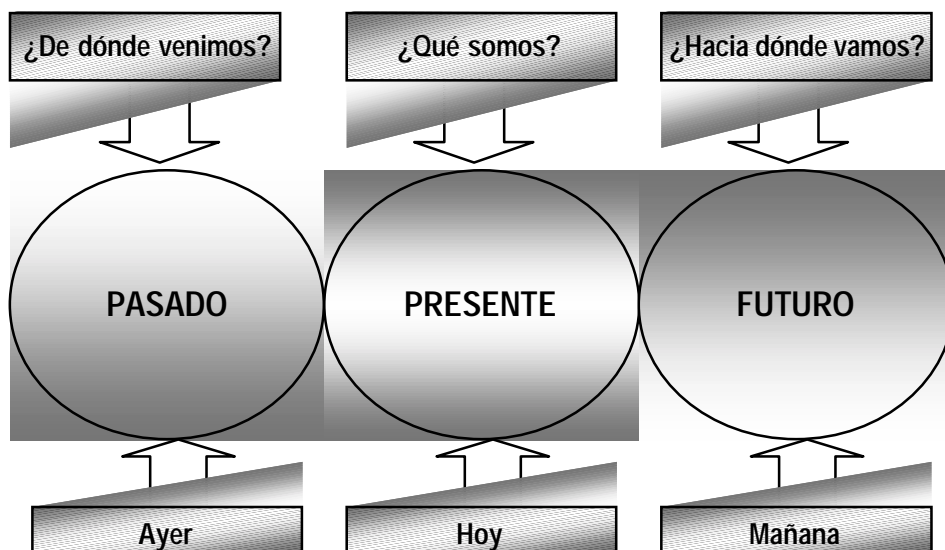 ¿De dónde venimos?
¿Qué somos?
¿Hacia dónde vamos?
PASADO
PRESENTE
FUTURO
Ayer
Hoy
Mañana